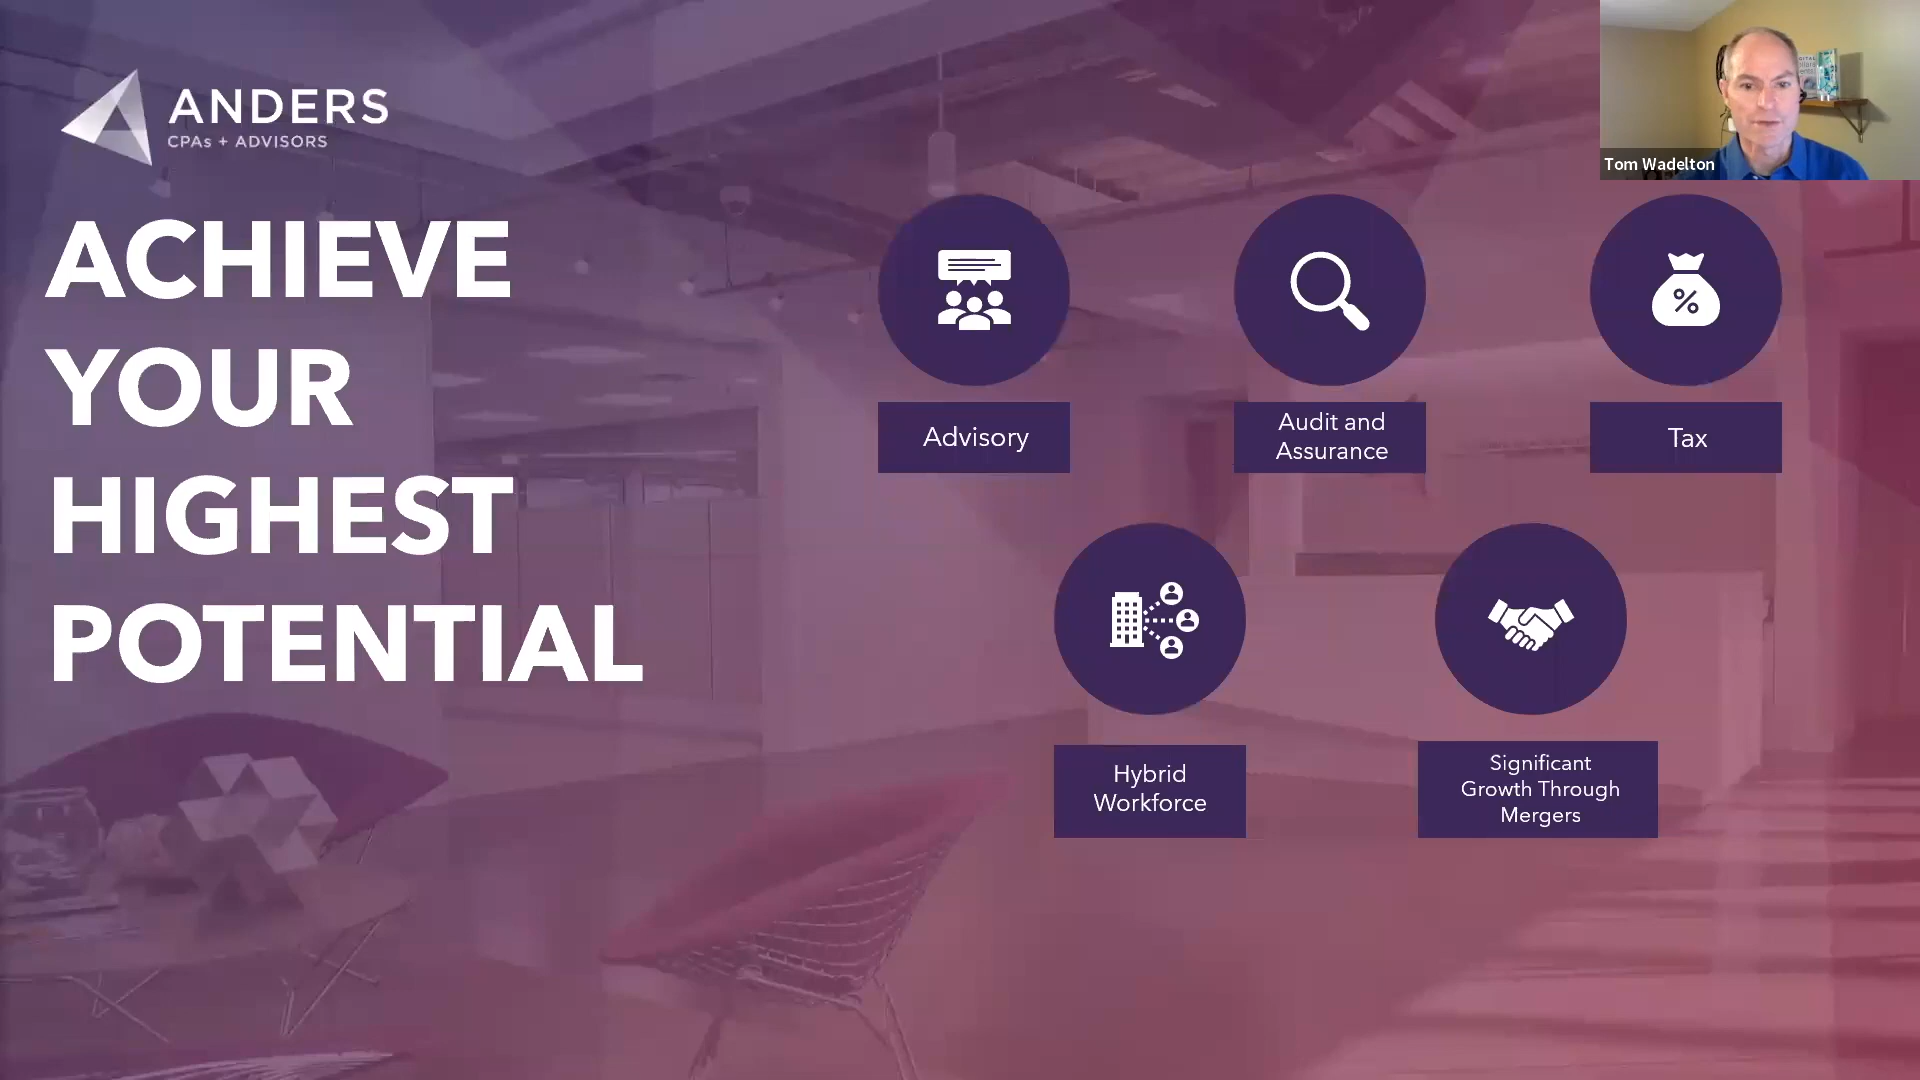 ANDERS
CPAs + ADVISORS
Tom Wadelton
ACHIEVE
YOUR
HIGHEST
POTENTIAL
Advisory
Audit and
Assurance
%
Tax
Hybrid
Workforce
Significant
Growth Through
Mergers